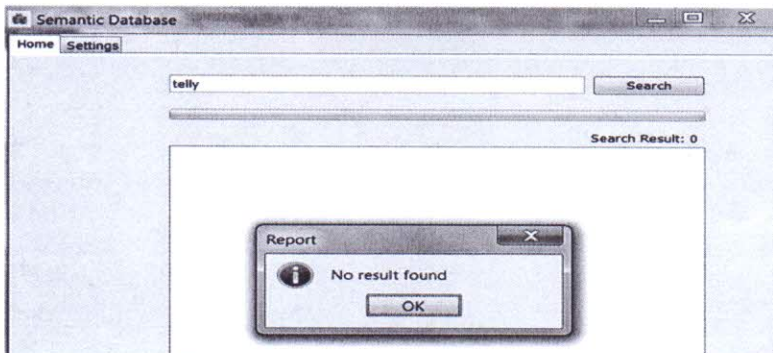 Semantic Database
Home Settings
telly Search
Search Result: 0
Report
No result found
OK